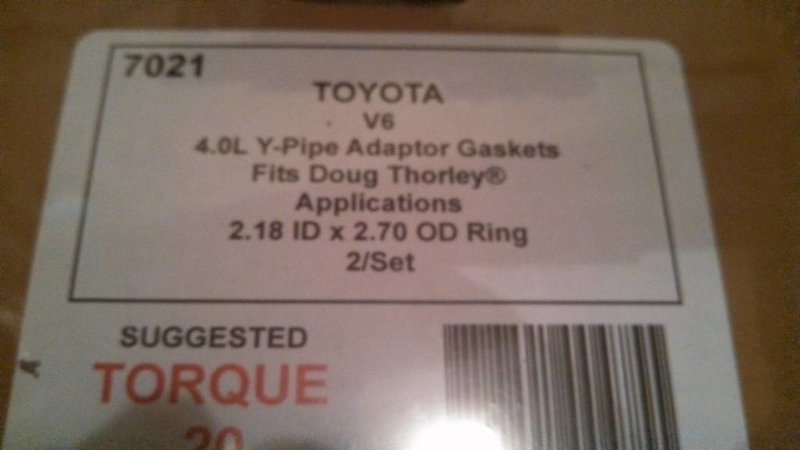 7021
TOYOTA
V6
4.0L Y-Pipe Adaptor Gaskets
Fits Doug Thorley®
Applications
2.18 ID x 2.70 OD Ring
2/Set
SUGGESTED
TORQUE
20
A